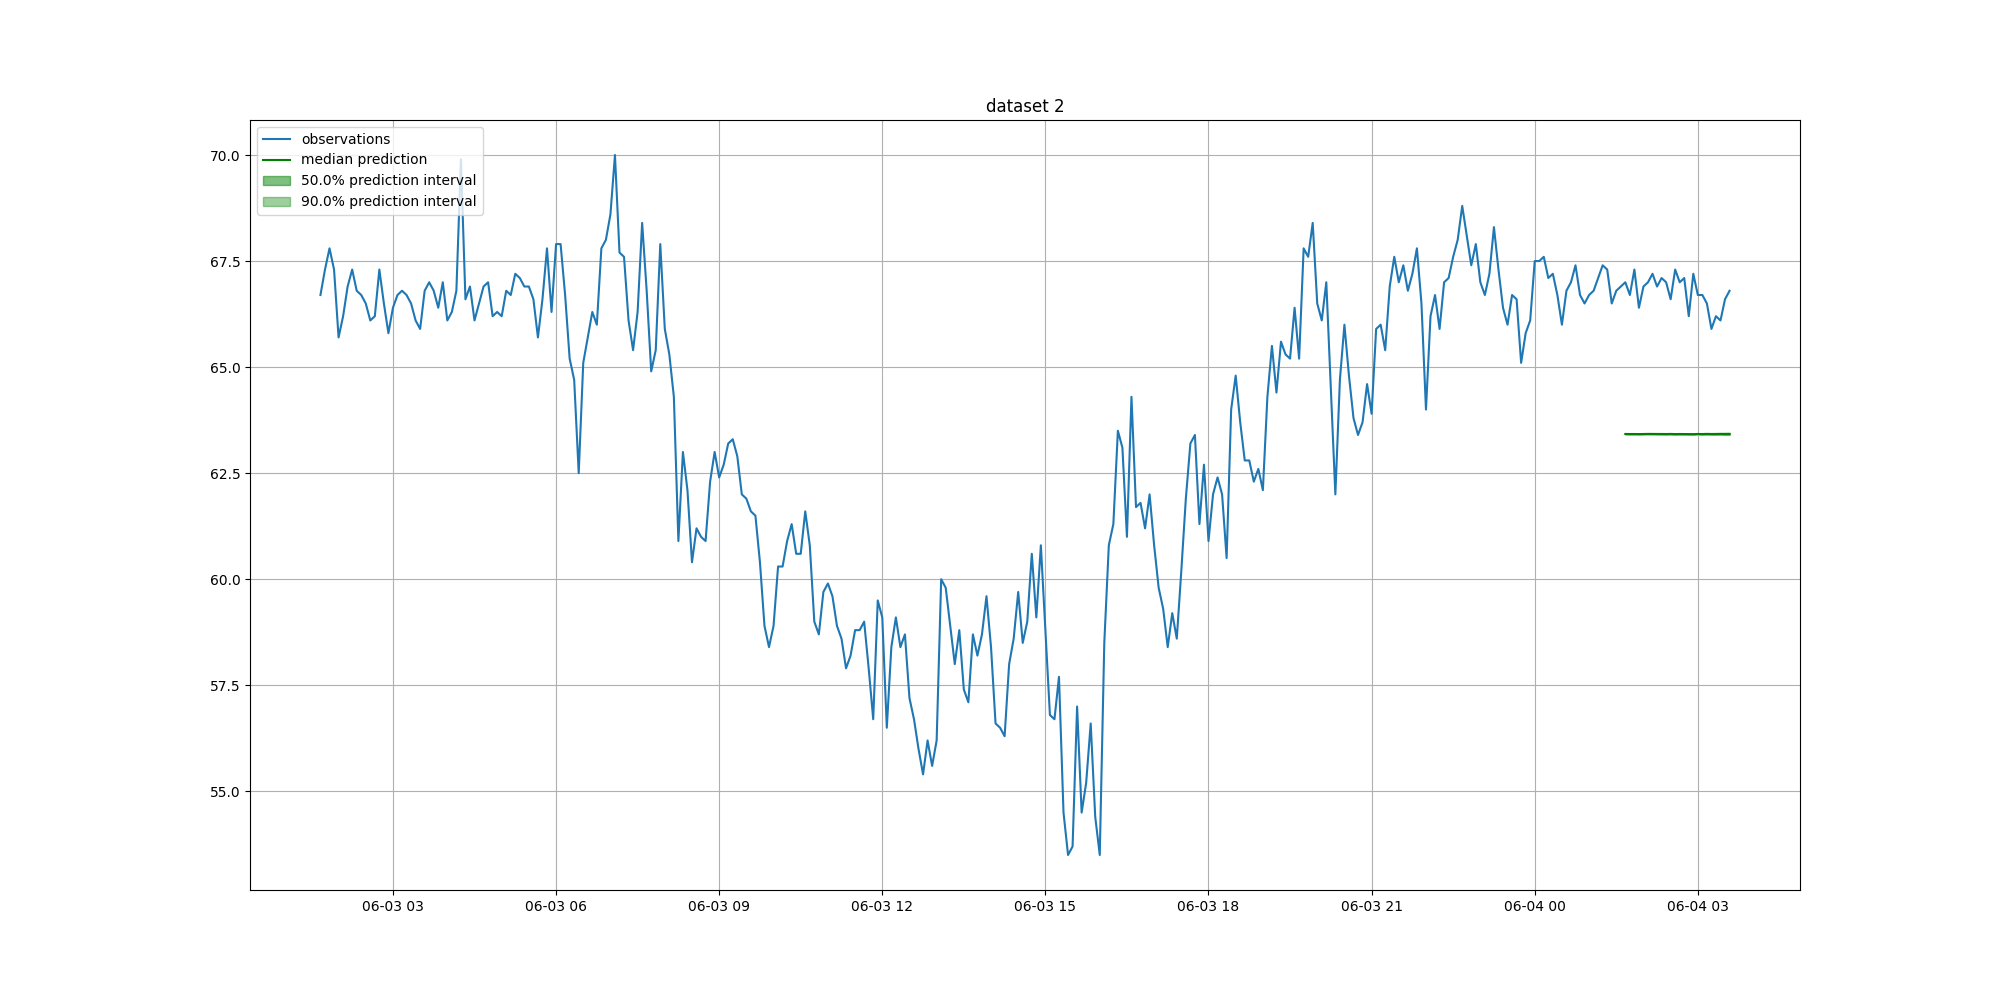 dataset 2
observations
median prediction
50.0% prediction interval
90.0% prediction interval
70.0
67.5
65.0
62.5
60.0
57.5
55.0
06-03 03 06-03 06 06-03 09 06-03 12 06-03 15 06-03 18 06-03 21 06-04 00 06-04 03